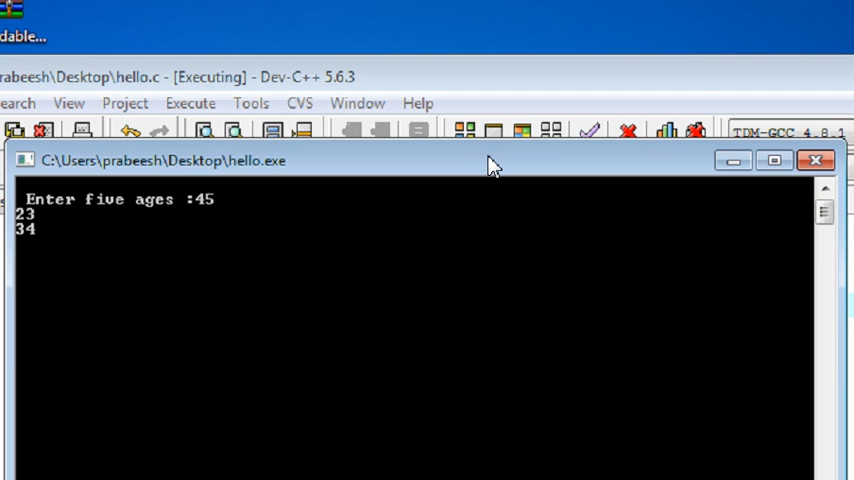 dable...
rabeesh\Desktop\hello.c - [Executing] - Dev-C++ 5.6.3
earch View Project Execute Tools CVS Window Help
TDM-GCC 4.8.1
C:\Users\prabeesh\Desktop\hello.exe
Enter five ages :45
23
34